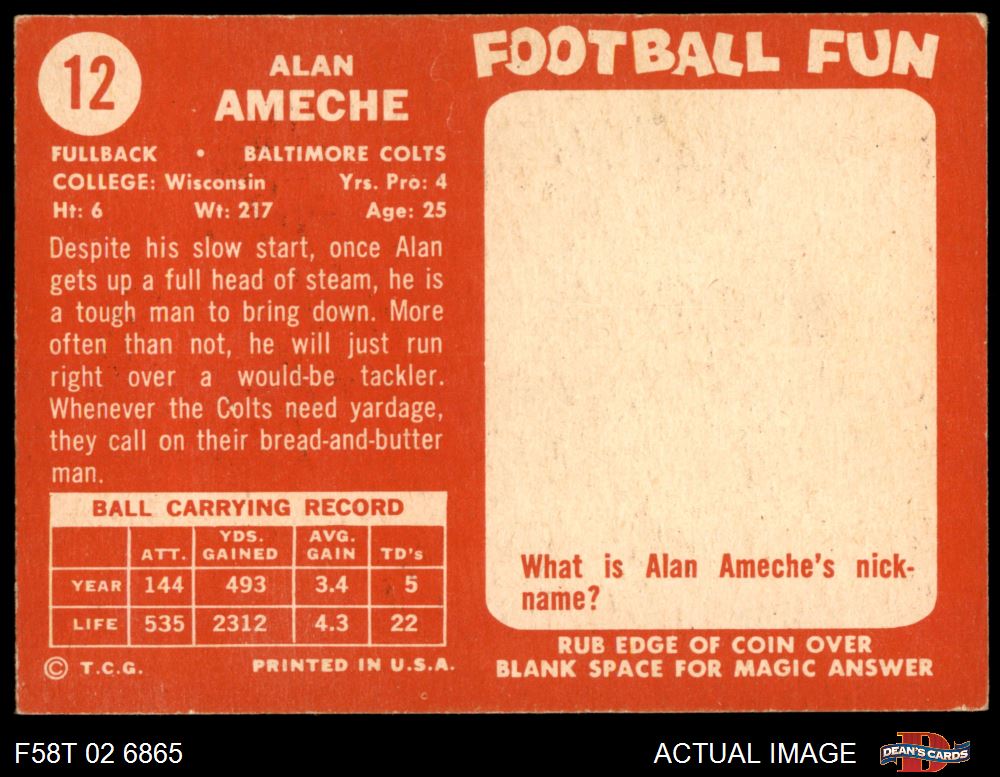 12
ALAN
AMECHE
FULLBACK • BALTIMORE COLTS
COLLEGE: Wisconsin Yrs. Pro: 4
Ht: 6 Wt: 217 Age: 25
Despite his slow start, once Alan
gets up a full head of steam, he is
a tough man to bring down. More
often than not, he will just run
right over a would-be tackler.
Whenever the Colts need yardage,
they call on their bread-and-butter
man.
BALL CARRYING RECORD
ATT. YDS. GAINED AVG. GAIN TD's
YEAR 144 493 3.4 5
LIFE 535 2312 4.3 22
© T.C.G. PRINTED IN U.S.A.
FOOTBALL FUN
What is Alan Ameche's nick-
name?
RUB EDGE OF COIN OVER
BLANK SPACE FOR MAGIC ANSWER
F58T 02 6865
ACTUAL IMAGE
D
DEAN'S CARDS